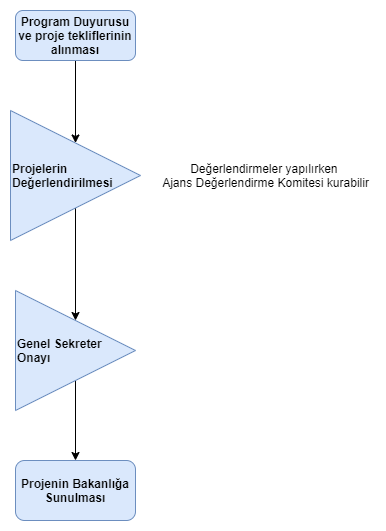 Program Duyurusu
ve proje tekliflerinin
alınması
Projelerin
Değerlendirilmesi
Değerlendirmeler yapılırken
Ajans Değerlendirme Komitesi kurabilir
Genel Sekreter
Onayı
Projenin Bakanlığa
Sunulması